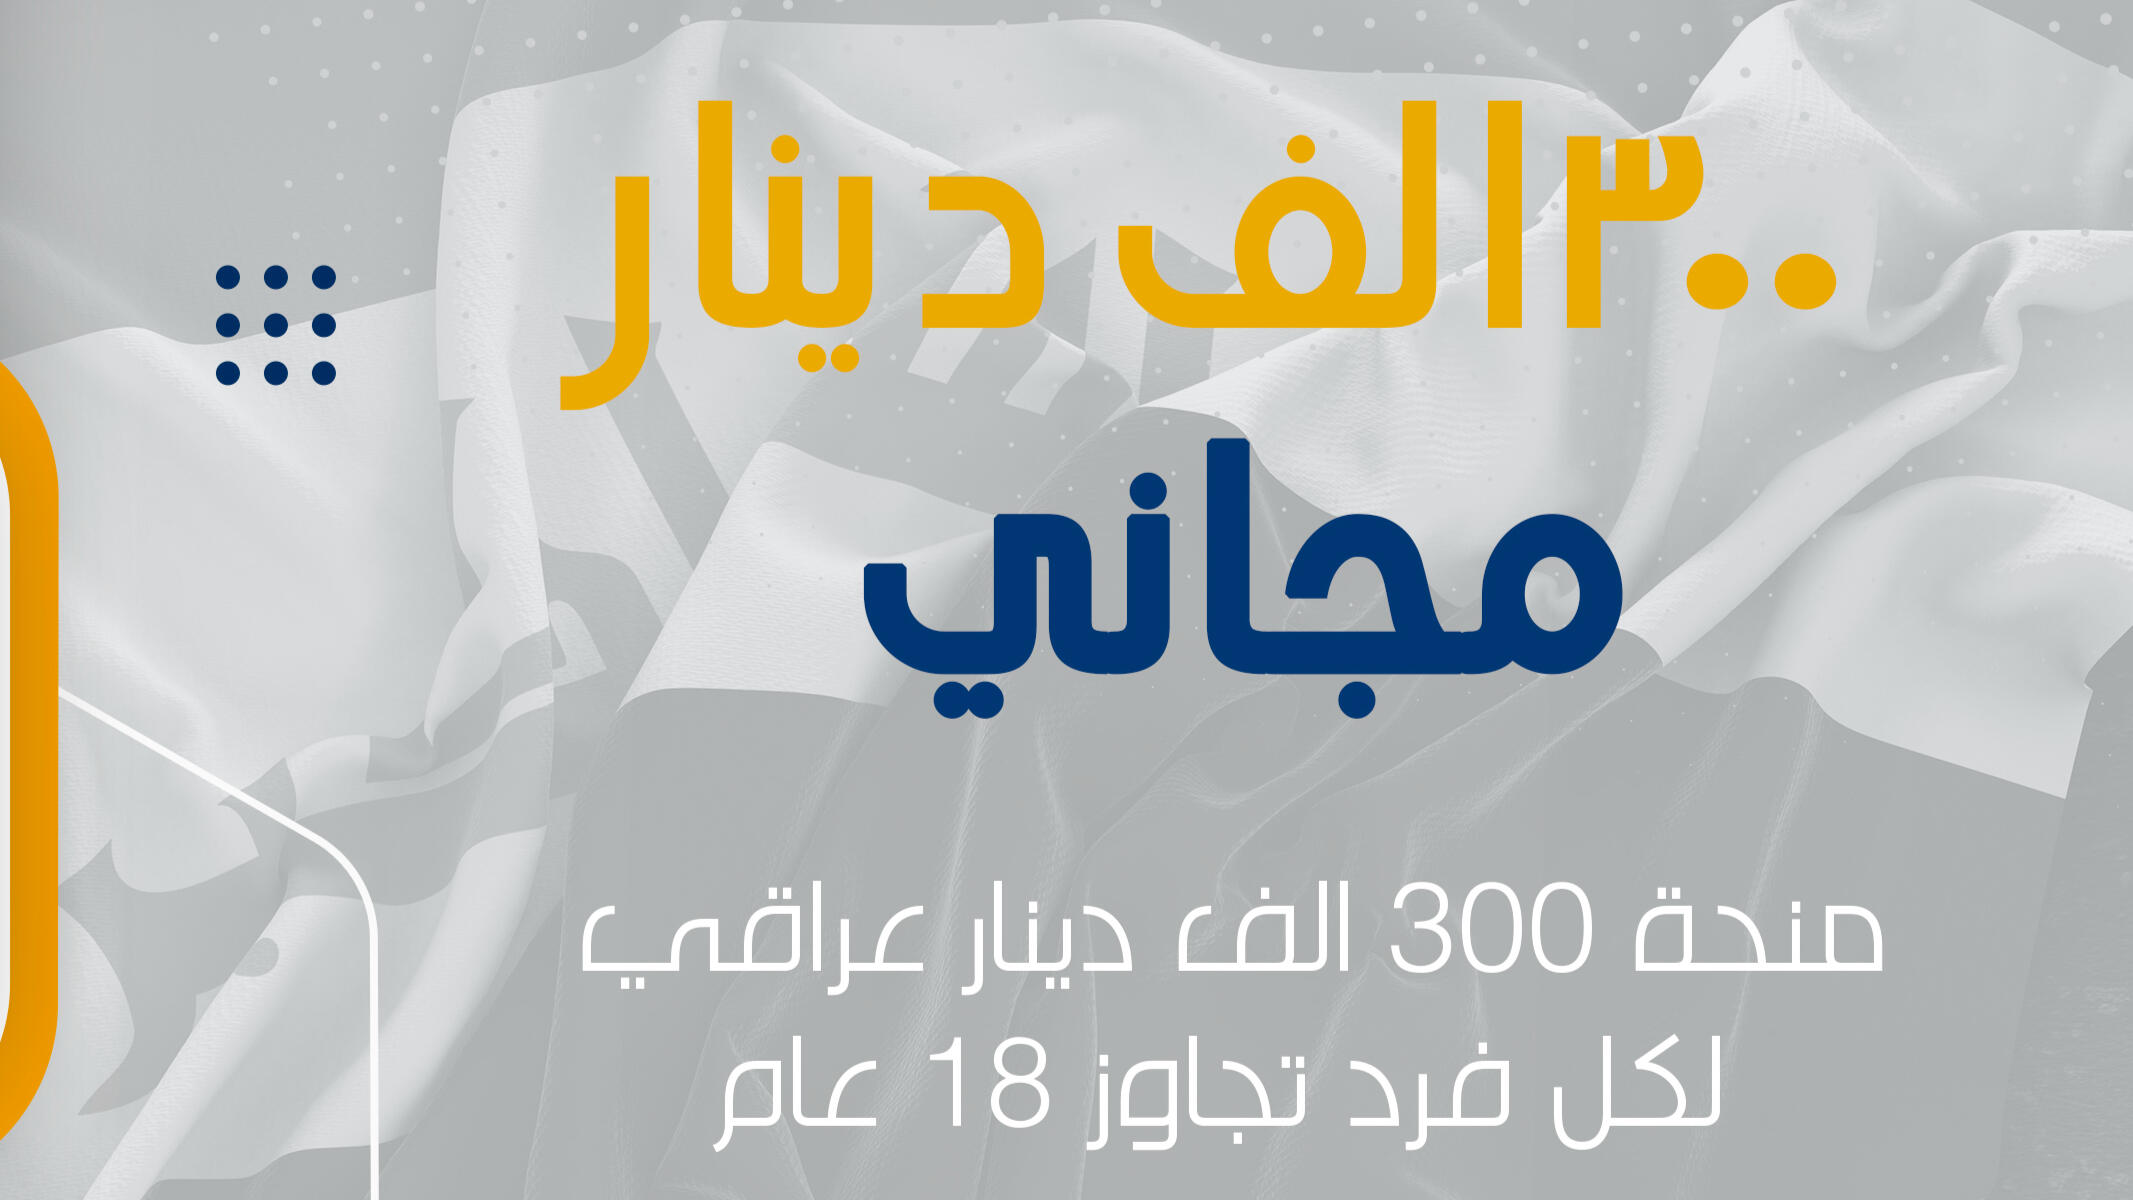 ٣٠٠ الف دينار
مجاني
منحة 300 الف دينار عراقي
لكل فرد تجاوز 18 عام